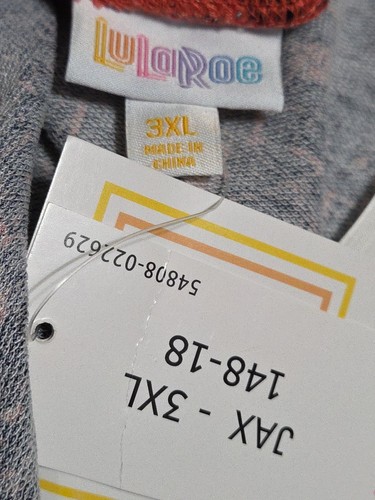 LuLaRoe
3XL
MADE IN
CHINA
JAX - 3XL
148-18
54808-022629